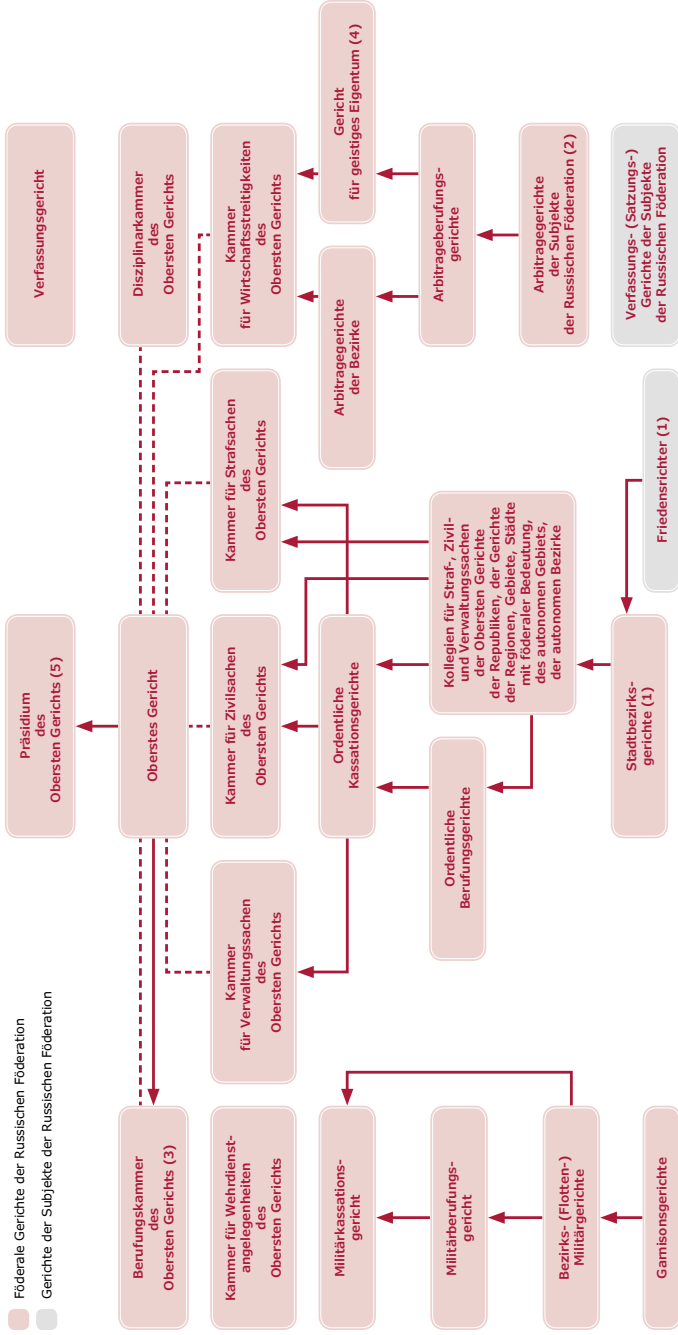 Föderale Gerichte der Russischen Föderation
Gerichte der Subjekte der Russischen Föderation
Präsidium
des
Obersten Gerichts (5)
Verfassungsgericht
Berufungskammer
des
Obersten Gerichts (3)
Oberstes Gericht
Disziplinarkammer
des
Obersten Gerichts
Kammer für Wehrdienst-
angelegenheiten
des
Obersten Gerichts
Kammer
für Verwaltungssachen
des
Obersten Gerichts
Kammer für Zivilsachen
des
Obersten Gerichts
Kammer für Strafsachen
des
Obersten Gerichts
Kammer
für Wirtschaftsstreitigkeiten
des
Obersten Gerichts
Militärkassations-
gericht
Ordentliche
Kassationsgerichte
Arbitragegerichte
der Bezirke
Gericht
für geistiges Eigentum (4)
Militärberufungs-
gericht
Ordentliche
Berufungsgerichte
Kollegien für Straf-, Zivil-
und Verwaltungssachen
der Obersten Gerichte
der Republiken, der Gerichte
der Regionen, Gebiete, Städte
mit föderaler Bedeutung,
des autonomen Gebiets,
der autonomen Bezirke
Arbitrageberufungs-
gerichte
Bezirks- (Flotten-)
Militärgerichte
Arbitragegerichte
der Subjekte
der Russischen Föderation (2)
Garnisonsgerichte
Stadtbezirks-
gerichte (1)
Friedensrichter (1)
Verfassungs- (Satzungs-)
Gerichte der Subjekte
der Russischen Föderation